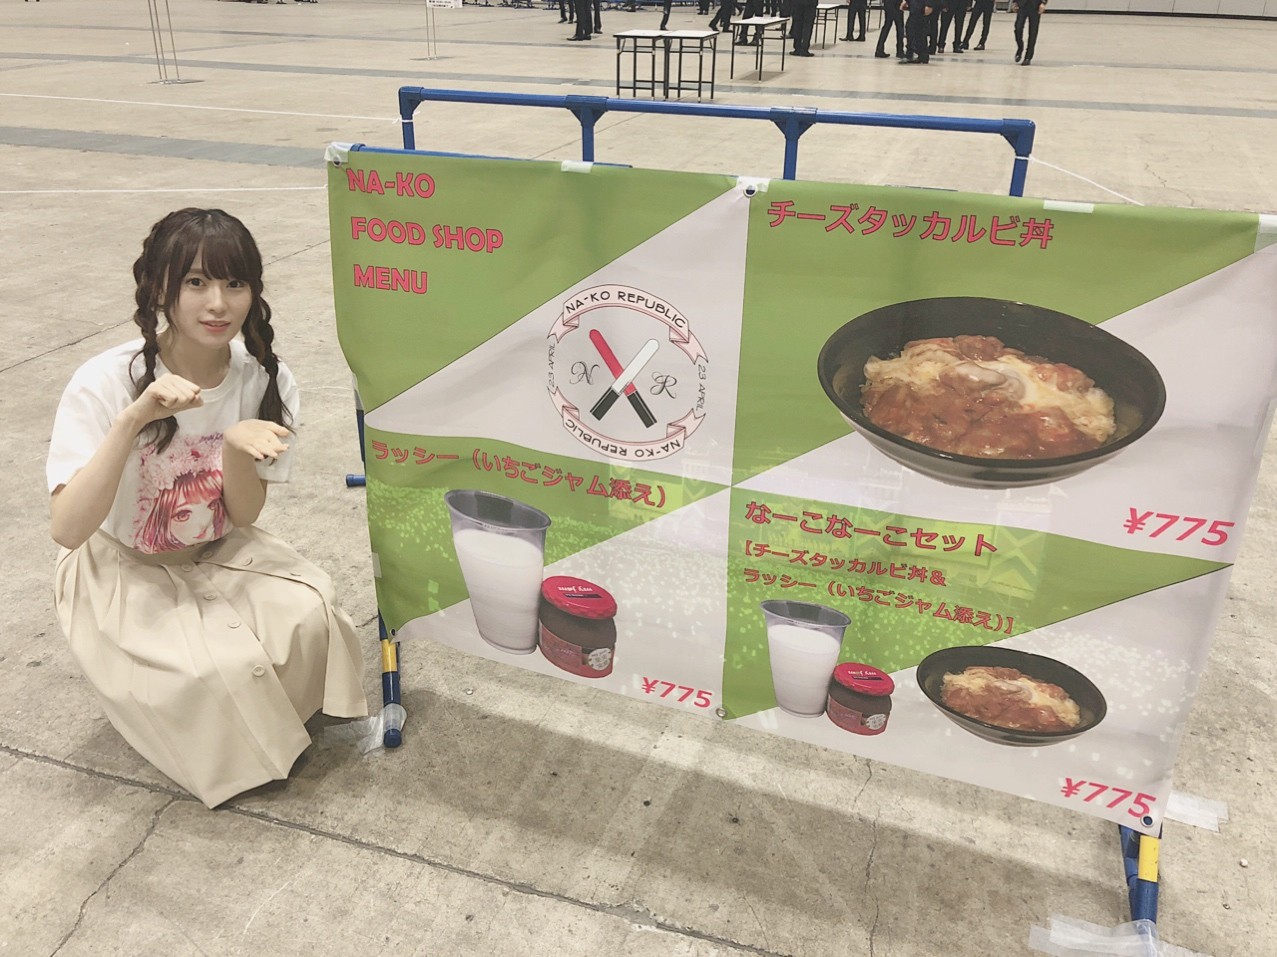 NA-KO
FOOD SHOP
MENU
NA-KO REPUBLIC
23 APRIL
23 APRIL
N R
NA-KO REPUBLIC
チーズタッカルビ丼
¥775
ラッシー（いちごジャム添え）
¥775
なーこなーこセット
【チーズタッカルビ丼＆
ラッシー（いちごジャム添え）】
¥775